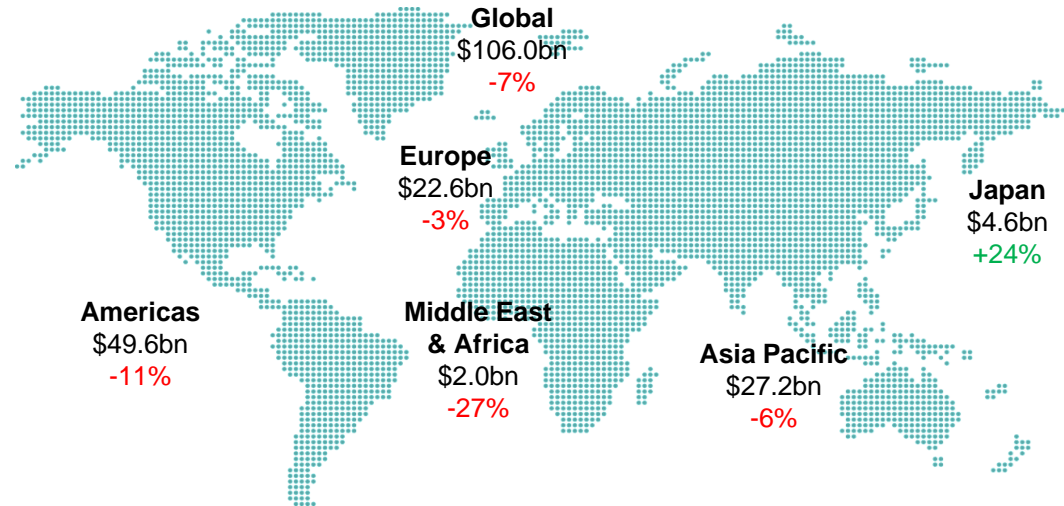 Global
$106.0bn
-7%
Europe
$22.6bn
-3%
Japan
$4.6bn
+24%
Americas
$49.6bn
-11%
Middle East
& Africa
$2.0bn
-27%
Asia Pacific
$27.2bn
-6%